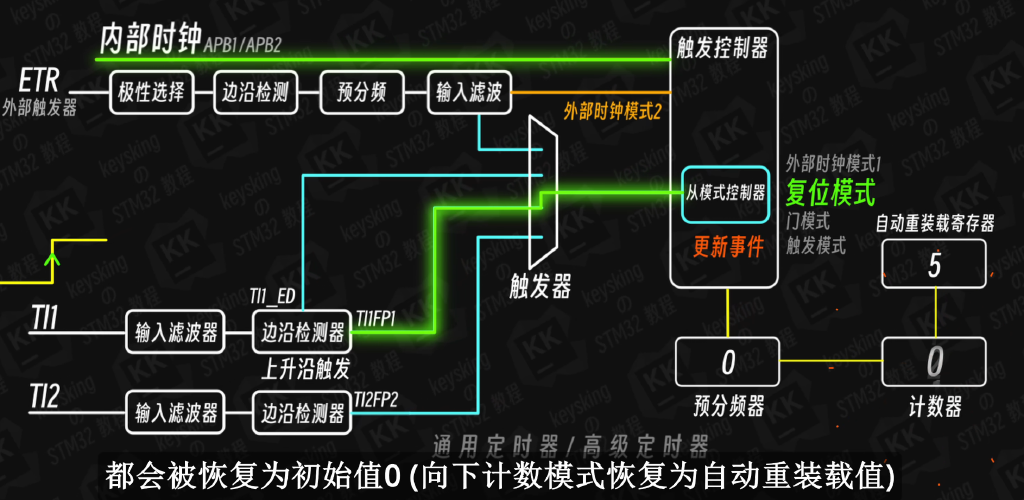 内部时钟 APB1/APB2
触发控制器
ETR
外部触发器
极性选择
边沿检测
预分频
输入滤波
外部时钟模式2
从模式控制器
外部时钟模式1
复位模式
门模式
触发模式
更新事件
自动重装载寄存器
5
触发器
TI1_ED
TI1
输入滤波器
边沿检测器
TI1FP1
上升沿触发
0
预分频器
0
计数器
TI2
输入滤波器
边沿检测器
TI2FP2
通用定时器/高级定时器
都会被恢复为初始值0 (向下计数模式恢复为自动重装载值)
keysking
の
STM32 教程
KK